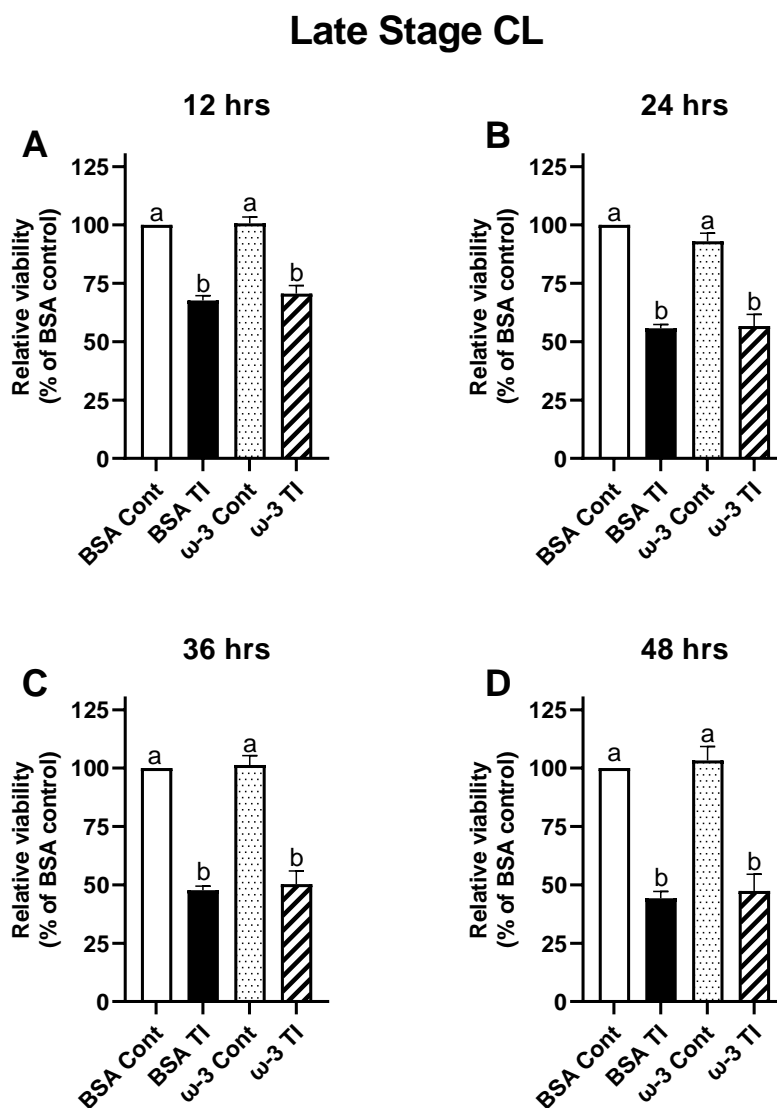 Late Stage CL
12 hrs
A
Relative viability
(% of BSA control)
125
100
75
50
25
0
a
b
a
b
BSA Cont
BSA TI
ω-3 Cont
ω-3 TI
24 hrs
B
Relative viability
(% of BSA control)
125
100
75
50
25
0
a
b
a
b
BSA Cont
BSA TI
ω-3 Cont
ω-3 TI
36 hrs
C
Relative viability
(% of BSA control)
125
100
75
50
25
0
a
b
a
b
BSA Cont
BSA TI
ω-3 Cont
ω-3 TI
48 hrs
D
Relative viability
(% of BSA control)
125
100
75
50
25
0
a
b
a
b
BSA Cont
BSA TI
ω-3 Cont
ω-3 TI